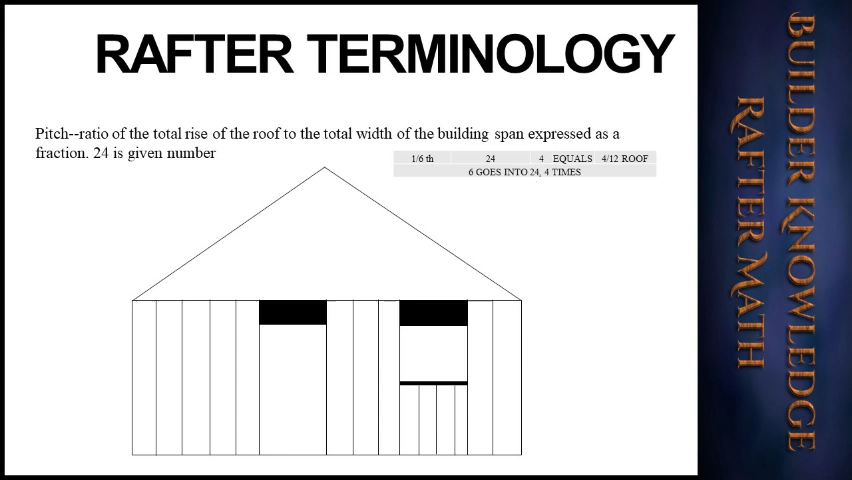 RAFTER TERMINOLOGY
Pitch--ratio of the total rise of the roof to the total width of the building span expressed as a
fraction. 24 is given number
1/6 th 24 4 EQUALS 4/12 ROOF
6 GOES INTO 24, 4 TIMES
BUILDER KNOWLEDGE
RAFTER MATH